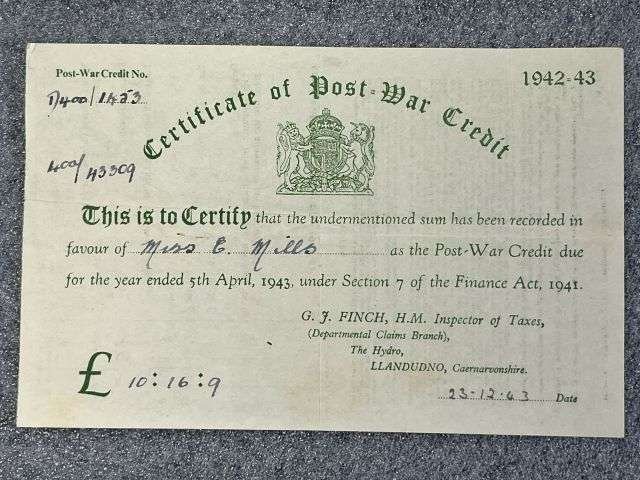 Post-War Credit No.
D400/1453
1942-43
Certificate of Post-War Credit
400/43309
This is to Certify that the undermentioned sum has been recorded in
favour of Miss E. Mills as the Post-War Credit due
for the year ended 5th April, 1943, under Section 7 of the Finance Act, 1941.
G. J. FINCH, H.M. Inspector of Taxes,
(Departmental Claims Branch),
The Hydro,
LLANDUDNO, Caernarvonshire.
£ 10:16:9
23-12-43 Date